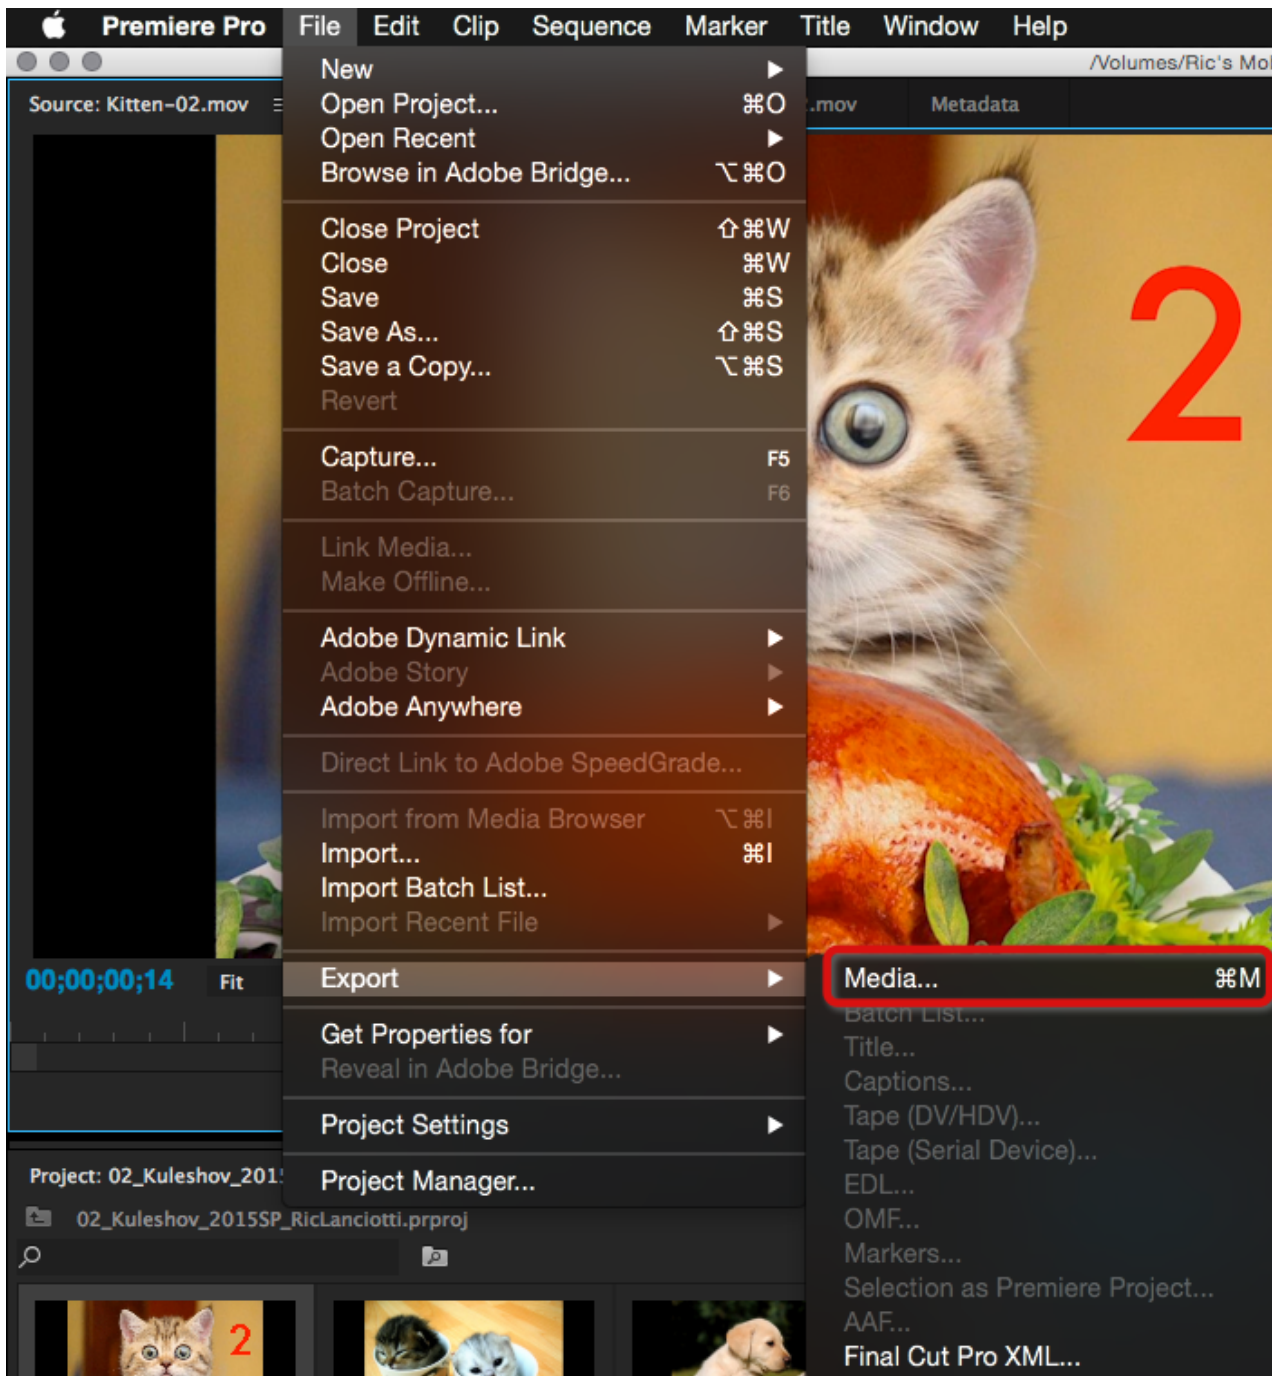 Premiere Pro File Edit Clip Sequence Marker Title Window Help
/Volumes/Ric's
Source: Kitten-02.mov
.mov Metadata
New
Open Project... ⌘O
Open Recent
Browse in Adobe Bridge... ⌥⌘O
Close Project ⇧⌘W
Close ⌘W
Save ⌘S
Save As... ⇧⌘S
Save a Copy... ⌥⌘S
Revert
Capture... F5
Batch Capture... F6
Link Media...
Make Offline...
Adobe Dynamic Link
Adobe Story
Adobe Anywhere
Direct Link to Adobe SpeedGrade...
Import from Media Browser ⌥⌘I
Import... ⌘I
Import Batch List...
Import Recent File
Export
Get Properties for
Reveal in Adobe Bridge...
Project Settings
Project Manager...
2
00;00;00;14 Fit
Media... ⌘M
Batch List...
Title...
Captions...
Tape (DV/HDV)...
Tape (Serial Device)...
EDL...
OMF...
Markers...
Selection as Premiere Project...
AAF...
Final Cut Pro XML...
Project: 02_Kuleshov_201
02_Kuleshov_2015SP_RicLanciotti.prproj
2